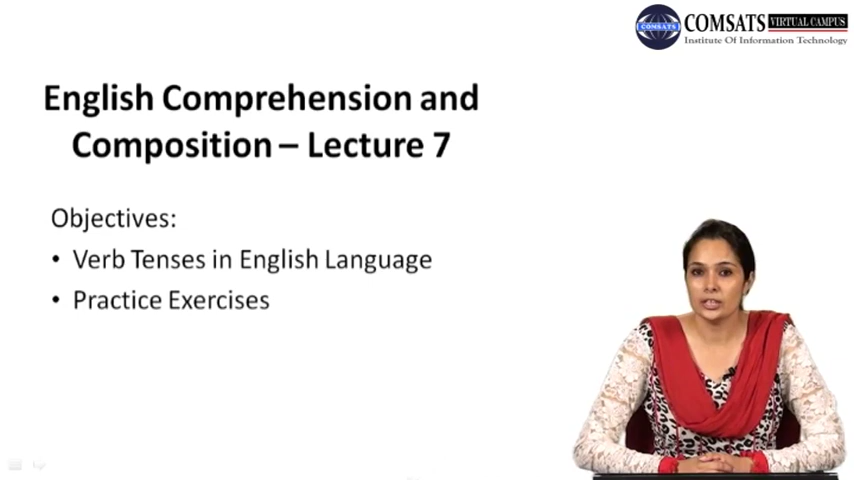 COMSATS VIRTUAL CAMPUS
COMSATS
Institute Of Information Technology
English Comprehension and
Composition – Lecture 7
Objectives:
• Verb Tenses in English Language
• Practice Exercises